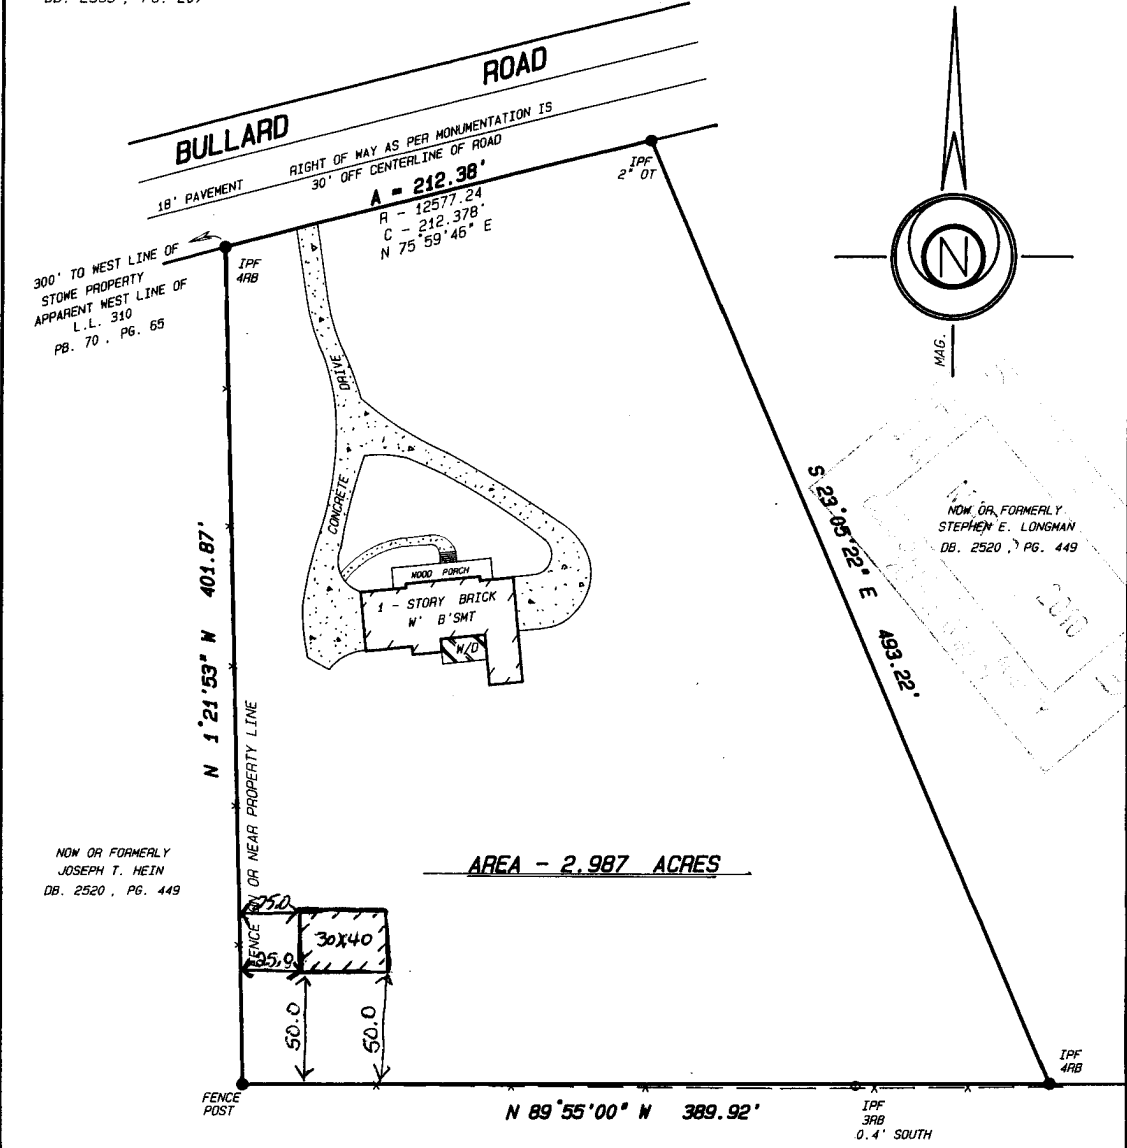 BULLARD ROAD
RIGHT OF WAY AS PER MONUMENTATION IS
30' OFF CENTERLINE OF ROAD
18' PAVEMENT
A = 212.38'
R - 12577.24
C - 212.378'
N 75°59'46" E
IPF
2" OT
300' TO WEST LINE OF
STOWE PROPERTY
APPARENT WEST LINE OF
L.L. 310
PB. 70 , PG. 65
IPF
4RB
N
MAG.
DRIVE
CONCRETE
WOOD PORCH
1 - STORY BRICK
W' B'SMT
W/D
S 23°05'22" E 493.22'
NOW OR FORMERLY
STEPHEN E. LONGMAN
DB. 2520 , PG. 449
2010
N 1°21'53" W 401.87'
FENCE ON OR NEAR PROPERTY LINE
NOW OR FORMERLY
JOSEPH T. HEIN
DB. 2520 , PG. 449
AREA - 2.987 ACRES
30X40
25.9
50.0
50.0
FENCE
POST
N 89°55'00" W 389.92'
IPF
3RB
0.4' SOUTH
IPF
4RB